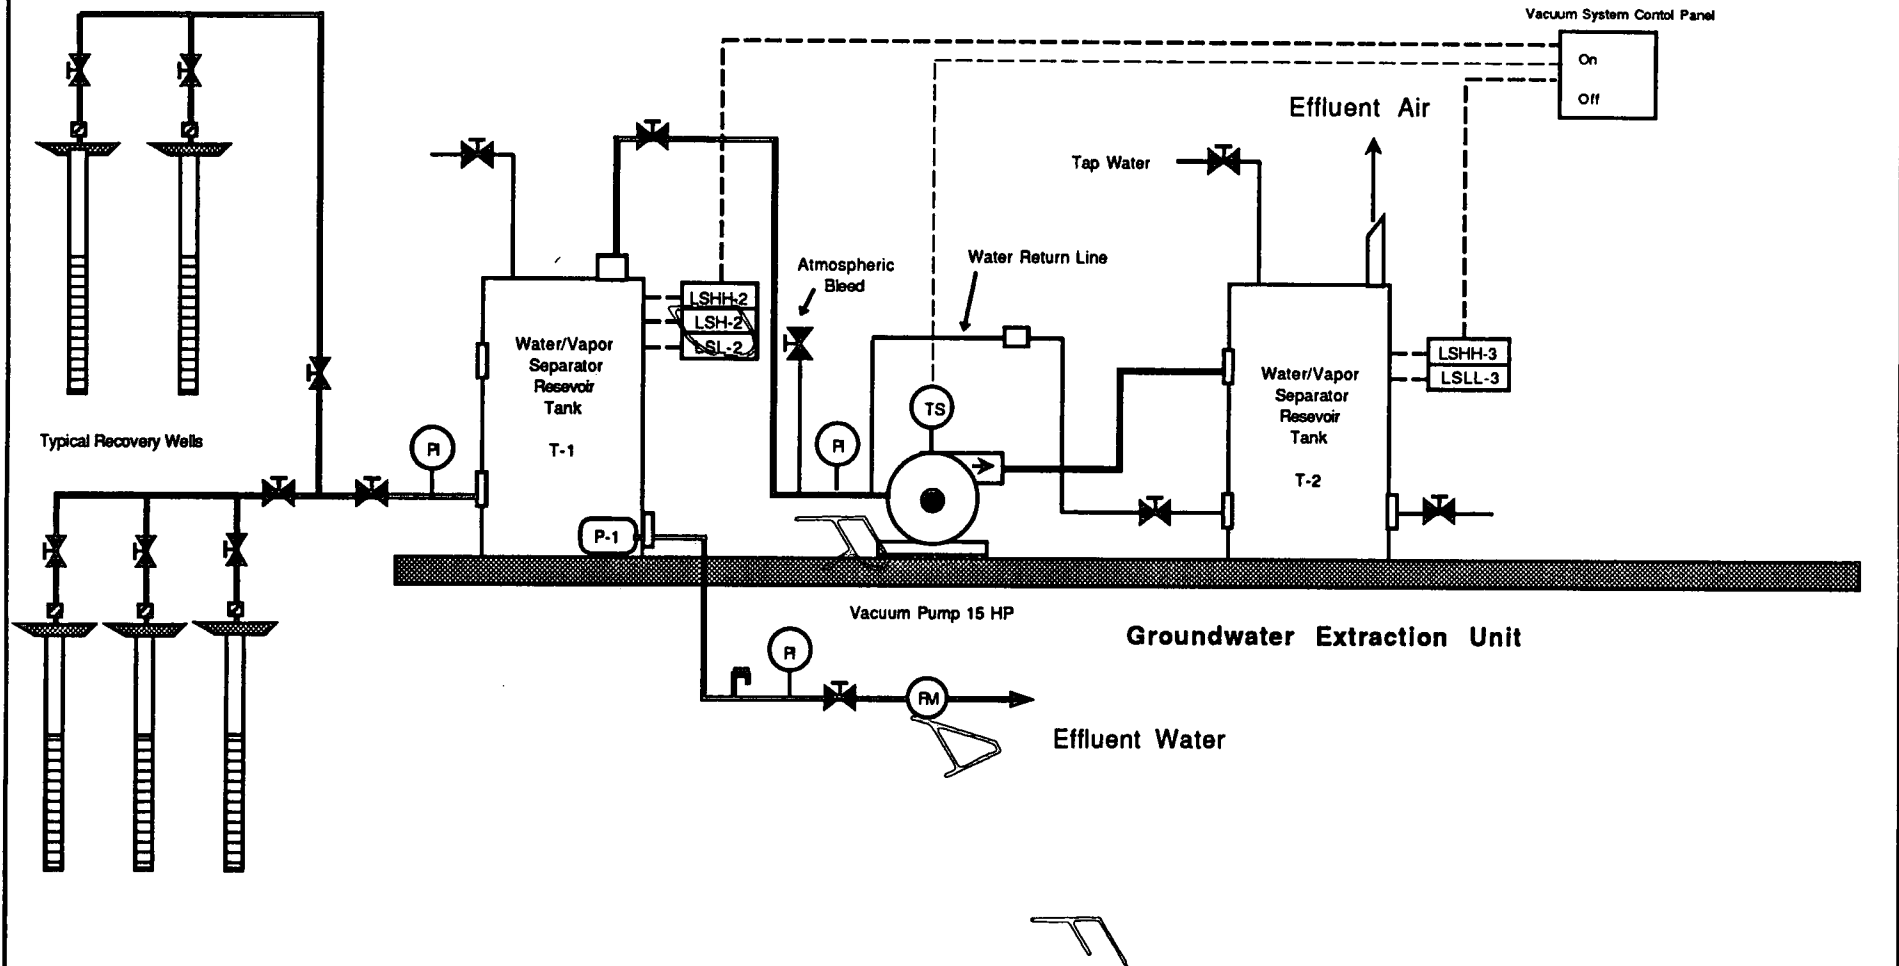 Vacuum System Contol Panel
On
Off
Effluent Air
Tap Water
Water Return Line
Atmospheric
Bleed
LSHH-2
LSH-2
LSL-2
Water/Vapor
Separator
Resevoir
Tank
T-1
Water/Vapor
Separator
Resevoir
Tank
T-2
LSHH-3
LSLL-3
TS
PI
PI
Typical Recovery Wells
P-1
Vacuum Pump 15 HP
Groundwater Extraction Unit
PI
FM
Effluent Water